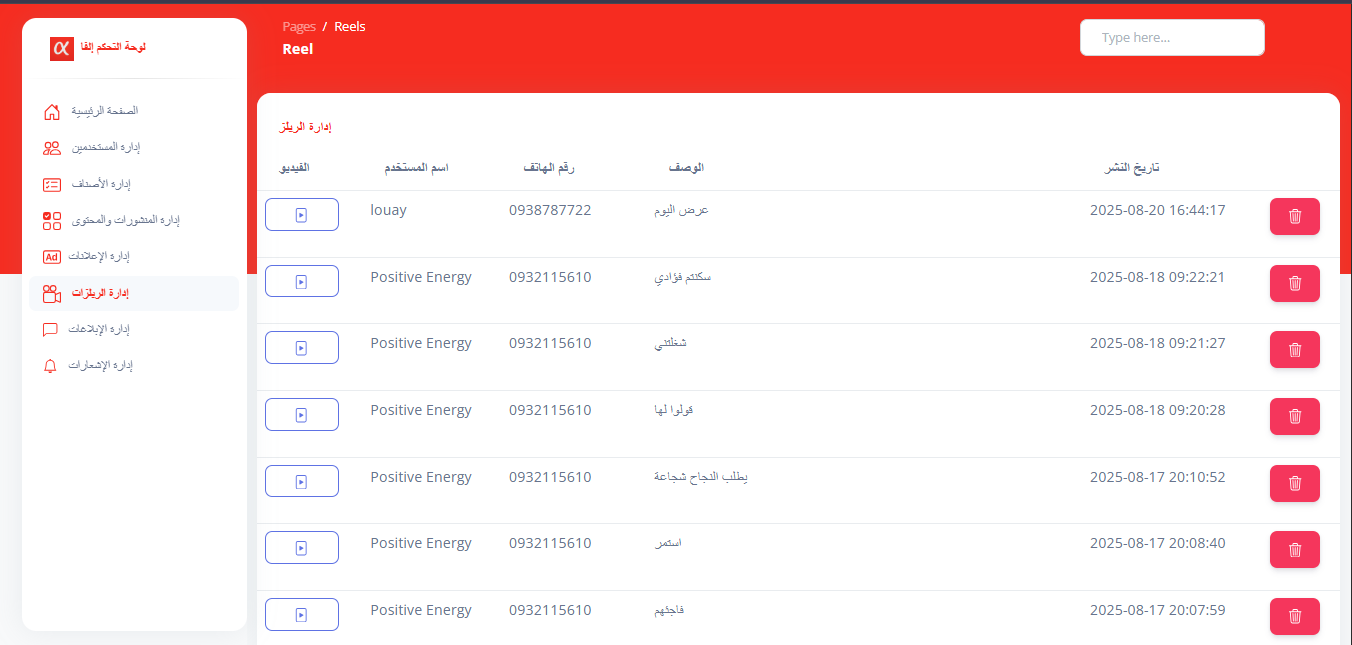 لوحة التحكم إلفا
الصفحة الرئيسية
إدارة المستخدمين
إدارة الأصناف
إدارة المنشورات والمحتوى
Ad إدارة الإعلانات
إدارة الريلزات
إدارة الإبلاغات
إدارة الإشعارات
Pages / Reels
Reel
Type here...
إدارة الريلز
الفيديو اسم المستخدم رقم الهاتف الوصف تاريخ النشر
louay 0938787722 عرض اليوم 2025-08-20 16:44:17
Positive Energy 0932115610 سكنتم فؤادي 2025-08-18 09:22:21
Positive Energy 0932115610 شغلتني 2025-08-18 09:21:27
Positive Energy 0932115610 قولوا لها 2025-08-18 09:20:28
Positive Energy 0932115610 يطلب النجاح شجاعة 2025-08-17 20:10:52
Positive Energy 0932115610 استمر 2025-08-17 20:08:40
Positive Energy 0932115610 فاجئهم 2025-08-17 20:07:59